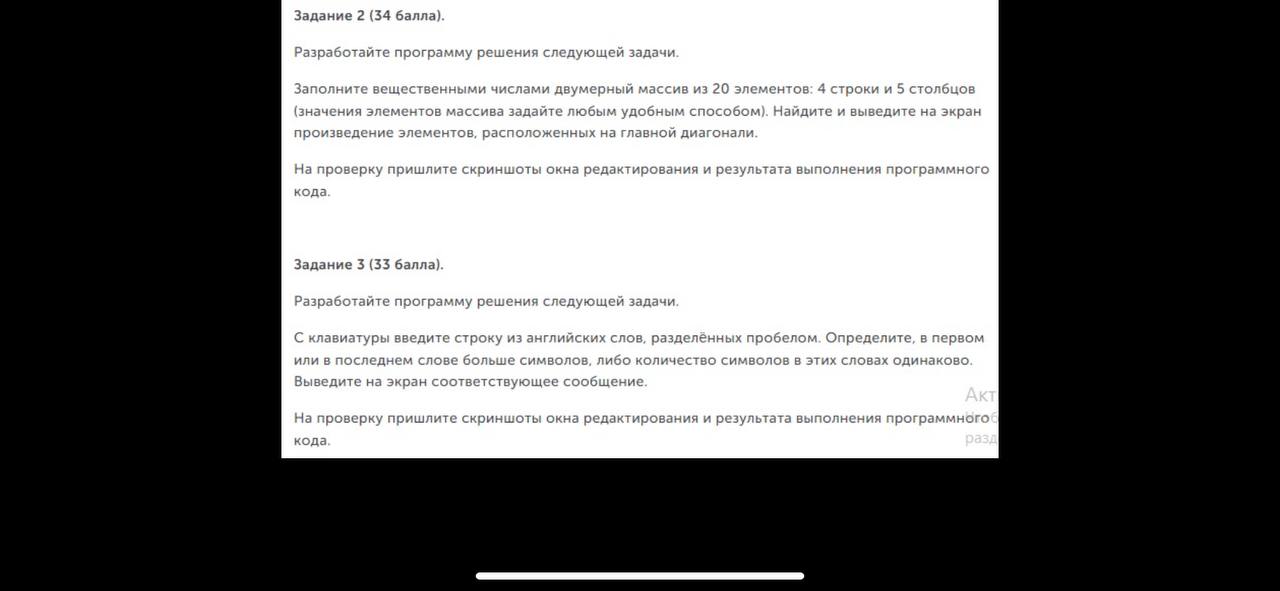 Задание 2 (34 балла).
Разработайте программу решения следующей задачи.
Заполните вещественными числами двумерный массив из 20 элементов: 4 строки и 5 столбцов
(значения элементов массива задайте любым удобным способом). Найдите и выведите на экран
произведение элементов, расположенных на главной диагонали.
На проверку пришлите скриншоты окна редактирования и результата выполнения программного
кода.
Задание 3 (33 балла).
Разработайте программу решения следующей задачи.
С клавиатуры введите строку из английских слов, разделённых пробелом. Определите, в первом
или в последнем слове больше символов, либо количество символов в этих словах одинаково.
Выведите на экран соответствующее сообщение.
Акт
На проверку пришлите скриншоты окна редактирования и результата выполнения программного
кода.
разд